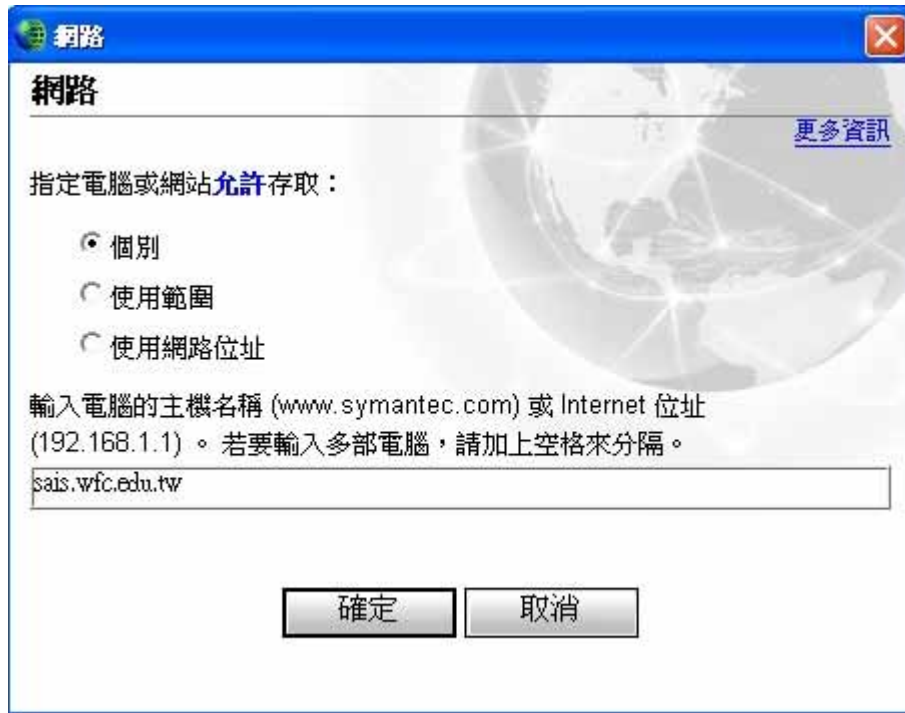 網路
網路
更多資訊
指定電腦或網站允許存取：
個別
使用範圍
使用網路位址
輸入電腦的主機名稱 (www.symantec.com) 或 Internet 位址
(192.168.1.1) 。 若要輸入多部電腦，請加上空格來分隔。
sais.wfc.edu.tw
確定
取消